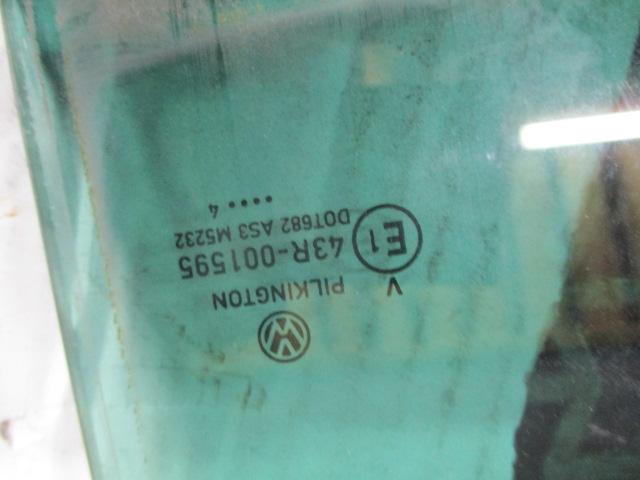 PILKINGTON
V
E1 43R-001595
DOT682 AS3 M5232
•••• 4